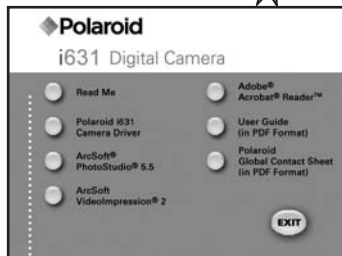 Polaroid
i631 Digital Camera
Read Me
Polaroid i631
Camera Driver
ArcSoft®
PhotoStudio® 5.5
ArcSoft
VideoImpression® 2
Adobe®
Acrobat® Reader™
User Guide
(in PDF Format)
Polaroid
Global Contact Sheet
(in PDF Format)
EXIT